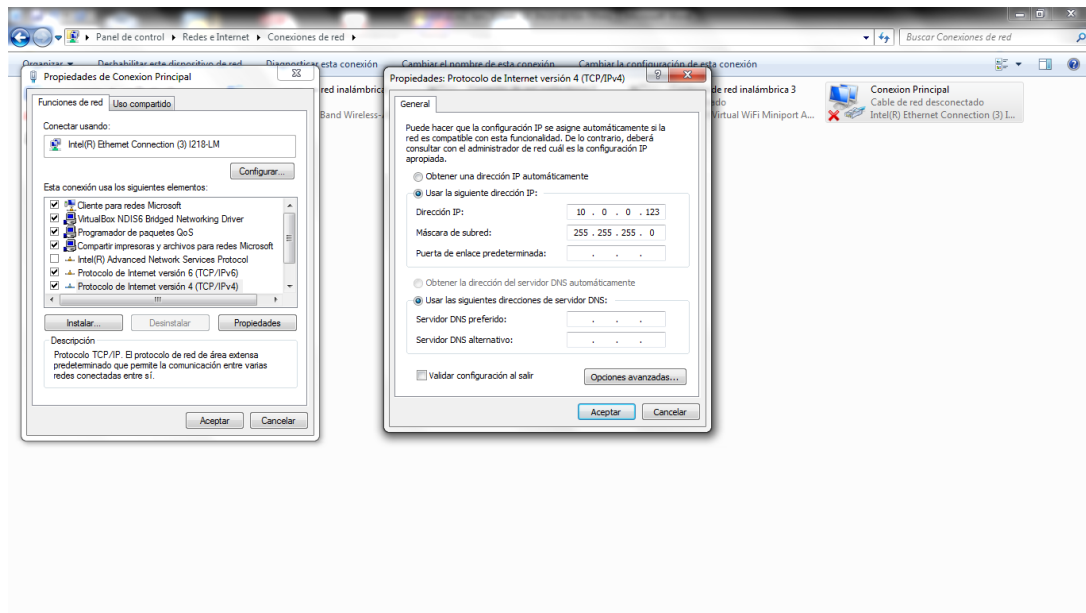 Panel de control ▸ Redes e Internet ▸ Conexiones de red ▸
Buscar Conexiones de red
Organizar Deshabilitar este dispositivo de red Diagnosticar esta conexión Cambiar el nombre de esta conexión Cambiar la configuración de esta conexión
Propiedades de Conexion Principal
Funciones de red
Uso compartido
Conectar usando:
Intel(R) Ethernet Connection (3) I218-LM
Configurar...
Esta conexión usa los siguientes elementos:
Cliente para redes Microsoft
VirtualBox NDIS6 Bridged Networking Driver
Programador de paquetes QoS
Compartir impresoras y archivos para redes Microsoft
Intel(R) Advanced Network Services Protocol
Protocolo de Internet versión 6 (TCP/IPv6)
Protocolo de Internet versión 4 (TCP/IPv4)
Instalar...
Desinstalar
Propiedades
Descripción
Protocolo TCP/IP. El protocolo de red de área extensa
predeterminado que permite la comunicación entre varias
redes conectadas entre sí.
Aceptar
Cancelar
red inalámbrica
Band Wireless-
Propiedades: Protocolo de Internet versión 4 (TCP/IPv4)
General
Puede hacer que la configuración IP se asigne automáticamente si la
red es compatible con esta funcionalidad. De lo contrario, deberá
consultar con el administrador de red cuál es la configuración IP
apropiada.
Obtener una dirección IP automáticamente
Usar la siguiente dirección IP:
Dirección IP: 10 . 0 . 0 . 123
Máscara de subred: 255 . 255 . 255 . 0
Puerta de enlace predeterminada: . . .
Obtener la dirección del servidor DNS automáticamente
Usar las siguientes direcciones de servidor DNS:
Servidor DNS preferido: . . .
Servidor DNS alternativo: . . .
Validar configuración al salir
Opciones avanzadas...
Aceptar
Cancelar
de red inalámbrica 3
Virtual WiFi Miniport A...
Conexion Principal
Cable de red desconectado
Intel(R) Ethernet Connection (3) I...